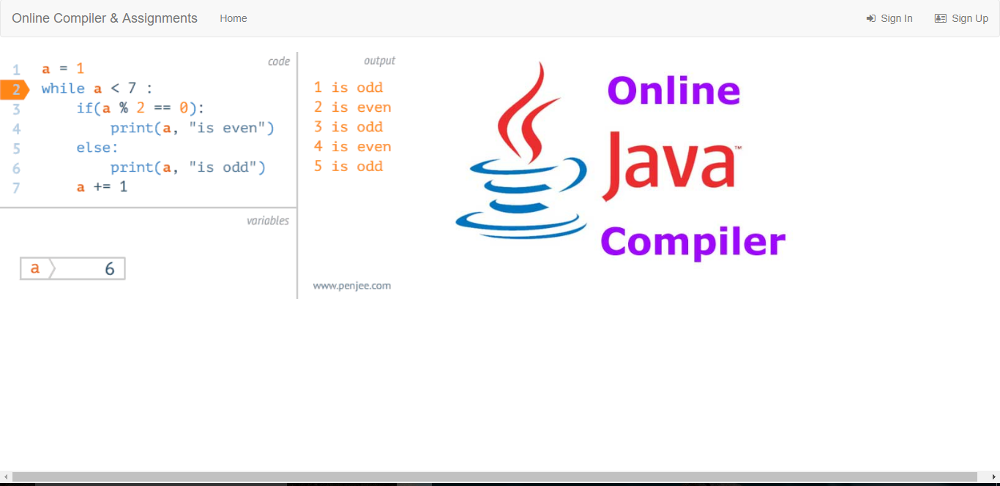 Online Compiler & Assignments Home Sign In Sign Up
code
1 a = 1
2 while a < 7 :
3 if(a % 2 == 0):
4 print(a, "is even")
5 else:
6 print(a, "is odd")
7 a += 1
variables
a 6
output
1 is odd
2 is even
3 is odd
4 is even
5 is odd
www.penjee.com
Online
Java™
Compiler